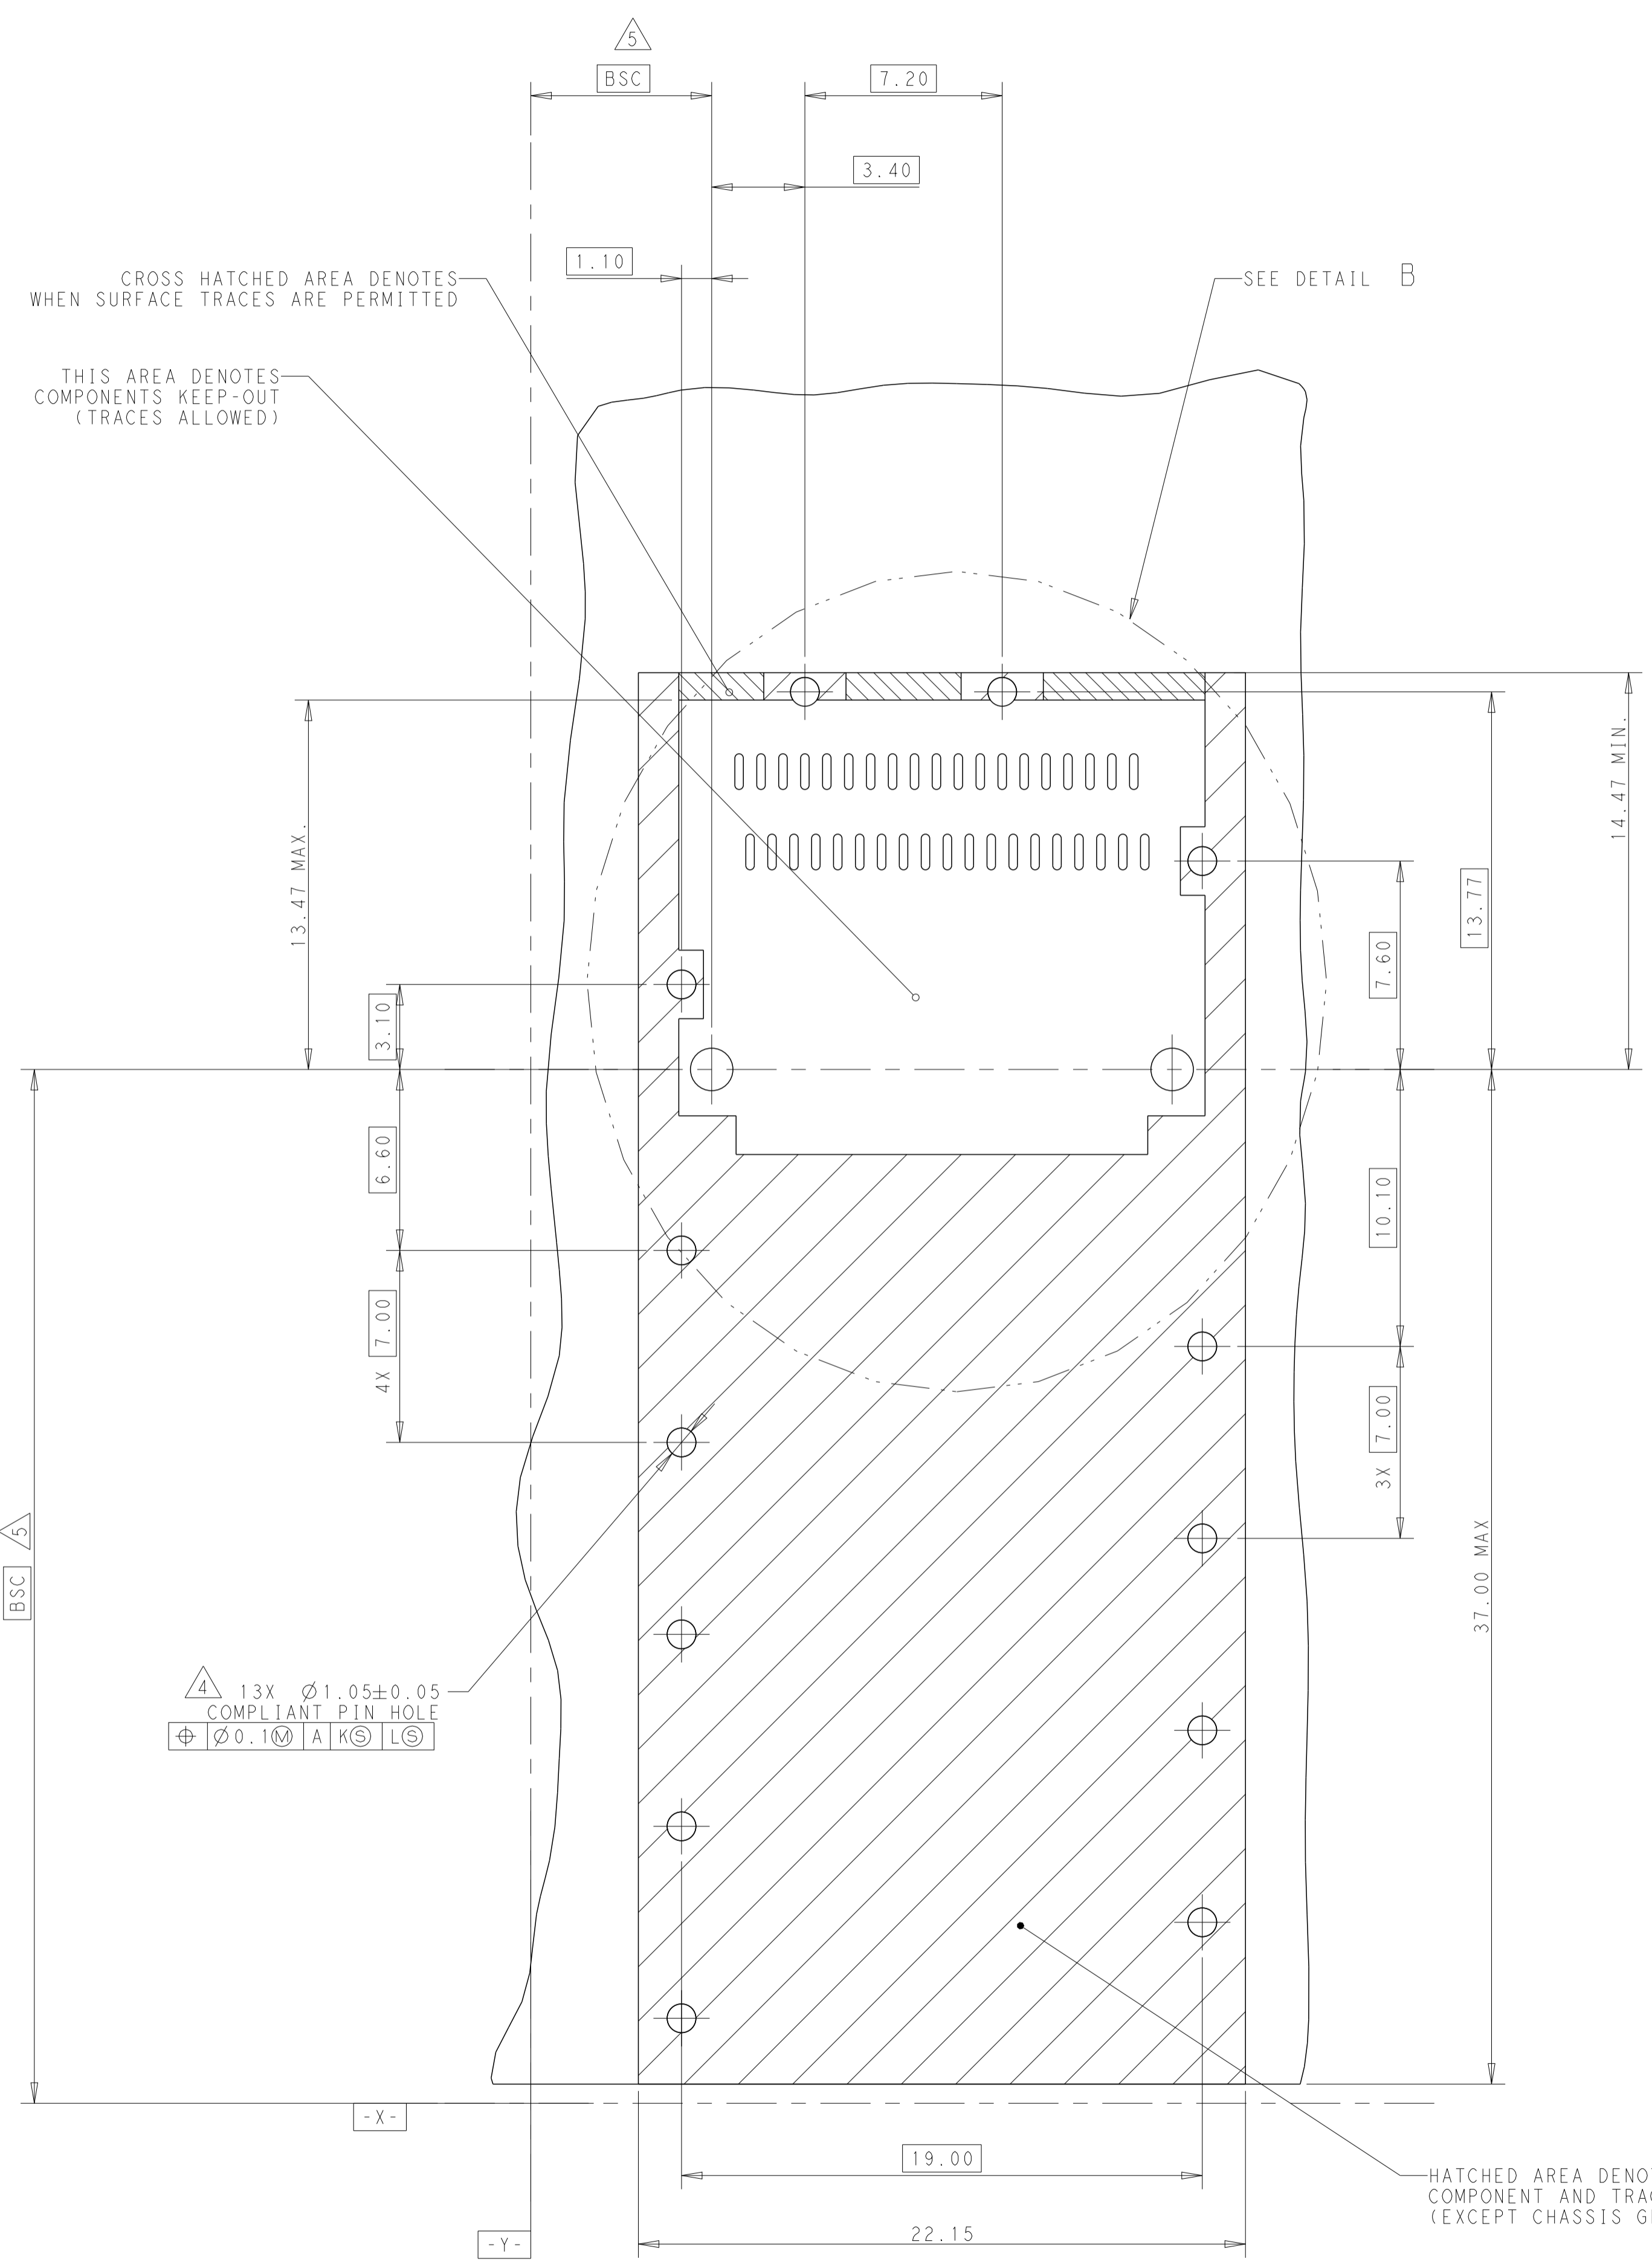 5
BSC
7.20
3.40
1.10
CROSS HATCHED AREA DENOTES
WHEN SURFACE TRACES ARE PERMITTED
SEE DETAIL B
THIS AREA DENOTES
COMPONENTS KEEP-OUT
(TRACES ALLOWED)
14.47 MIN.
13.47 MAX.
13.77
7.60
3.10
6.60
10.10
4X 7.00
3X 7.00
5
BSC
37.00 MAX
4 13X Ø1.05±0.05
COMPLIANT PIN HOLE
⌖ Ø0.1Ⓜ A KⓈ LⓈ
-X-
19.00
HATCHED AREA
COMPONENT AND
(EXCEPT CHASSIS
22.15
-Y-